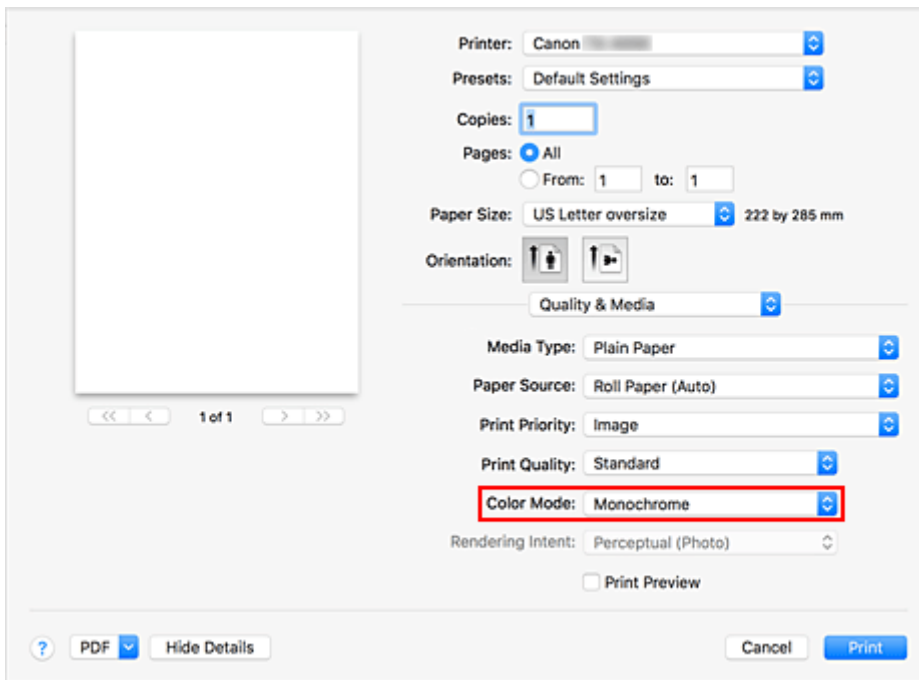 Printer: Canon
Presets: Default Settings
Copies: 1
Pages: All
From: 1 to: 1
Paper Size: US Letter oversize 222 by 285 mm
Orientation:
Quality & Media
Media Type: Plain Paper
Paper Source: Roll Paper (Auto)
<< < 1 of 1 > >>
Print Priority: Image
Print Quality: Standard
Color Mode: Monochrome
Rendering Intent: Perceptual (Photo)
Print Preview
? PDF Hide Details Cancel Print